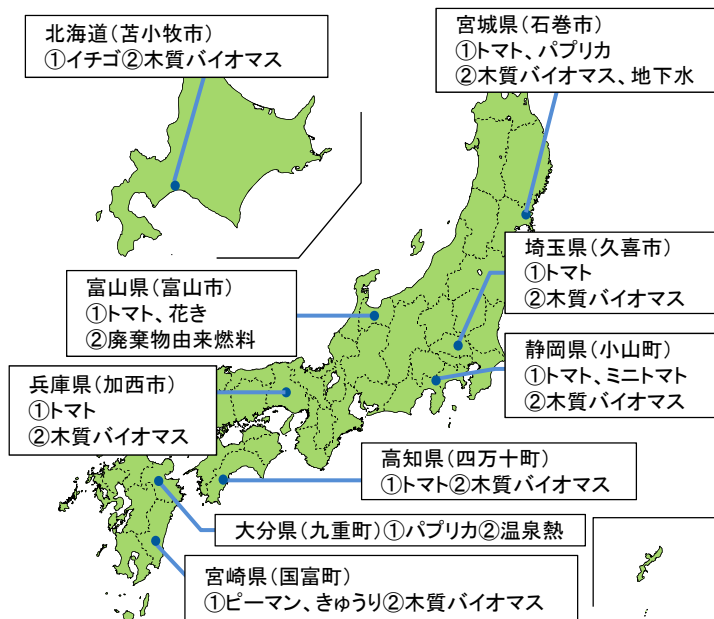 北海道(苫小牧市)
①イチゴ②木質バイオマス
宮城県(石巻市)
①トマト、パプリカ
②木質バイオマス、地下水
埼玉県(久喜市)
①トマト
②木質バイオマス
富山県(富山市)
①トマト、花き
②廃棄物由来燃料
静岡県(小山町)
①トマト、ミニトマト
②木質バイオマス
兵庫県(加西市)
①トマト
②木質バイオマス
高知県(四万十町)
①トマト②木質バイオマス
大分県(九重町)①パプリカ②温泉熱
宮崎県(国富町)
①ピーマン、きゅうり②木質バイオマス